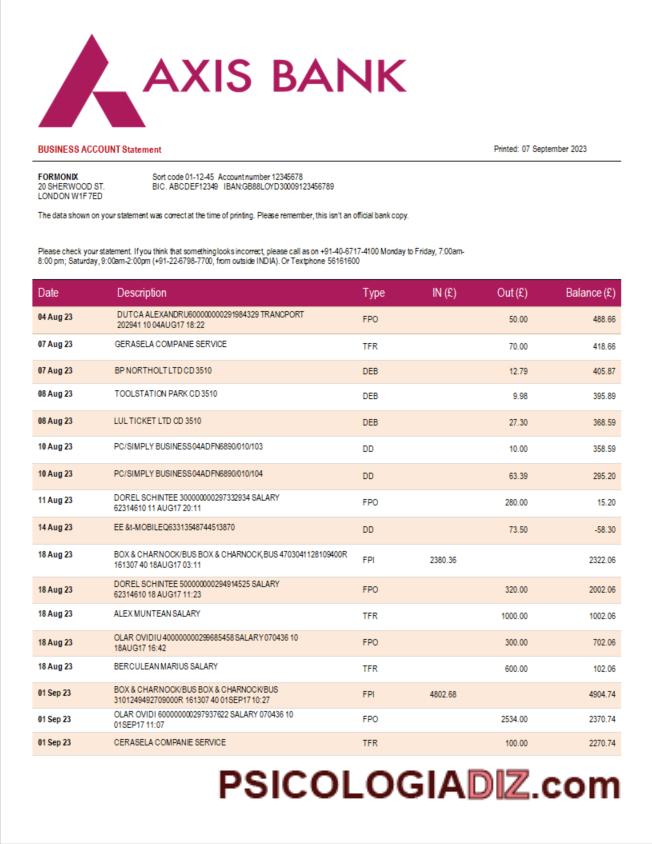 AXIS BANK
BUSINESS ACCOUNT Statement Printed: 07 September 2023
FORMONIX Sort code 01-12-45 Account number 12345678
20 SHERWOOD ST. BIC. ABCDEF12349 IBAN:GB88LOYD30009123456789
LONDON W1F 7ED
The data shown on your statement was correct at the time of printing. Please remember, this isn't an official bank copy.
Please check your statement. If you think that something looks incorrect, please call as on +91-40-6717-4100 Monday to Friday, 7:00am-
8:00 pm; Saturday, 9:00am-2:00pm (+91-22-6798-7700, from outside INDIA). Or Textphone 56161600
Date Description Type IN (£) Out (£) Balance (£)
04 Aug 23 DUTCA ALEXANDRU600000000291984329 TRANCPORT FPO 50.00 488.66
202941 10 04AUG17 18:22
07 Aug 23 GERASELA COMPANIE SERVICE TFR 70.00 418.66
07 Aug 23 BP NORTHOLT LTD CD 3510 DEB 12.79 405.87
08 Aug 23 TOOLSTATION PARK CD 3510 DEB 9.98 395.89
08 Aug 23 LUL TICKET LTD CD 3510 DEB 27.30 368.59
10 Aug 23 PC/SIMPLY BUSINESS04ADFN6890/010/103 DD 10.00 358.59
10 Aug 23 PC/SIMPLY BUSINESS04ADFN6890/010/104 DD 63.39 295.20
11 Aug 23 DOREL SCHINTEE 300000000297332934 SALARY FPO 280.00 15.20
62314610 11 AUG17 20:11
14 Aug 23 EE &t-MOBILEQ63313548744513870 DD 73.50 -58.30
18 Aug 23 BOX & CHARNOCK/BUS BOX & CHARNOCK,BUS 4703041128109400R FPI 2380.36 2322.06
161307 40 18AUG17 03:11
18 Aug 23 DOREL SCHINTEE 500000000294914525 SALARY FPO 320.00 2002.06
62314610 18 AUG17 11:23
18 Aug 23 ALEX MUNTEAN SALARY TFR 1000.00 1002.06
18 Aug 23 OLAR OVIDIU 400000000299685458 SALARY 070436 10 FPO 300.00 702.06
18AUG17 16:42
18 Aug 23 BERCULEAN MARIUS SALARY TFR 600.00 102.06
01 Sep 23 BOX & CHARNOCK/BUS BOX & CHARNOCK/BUS FPI 4802.68 4904.74
3101249492709000R 161307 40 01SEP17 10:27
01 Sep 23 OLAR OVIDI 600000000297937622 SALARY 070436 10 FPO 2534.00 2370.74
01SEP17 11:07
01 Sep 23 CERASELA COMPANIE SERVICE TFR 100.00 2270.74
PSICOLOGIADIZ.com